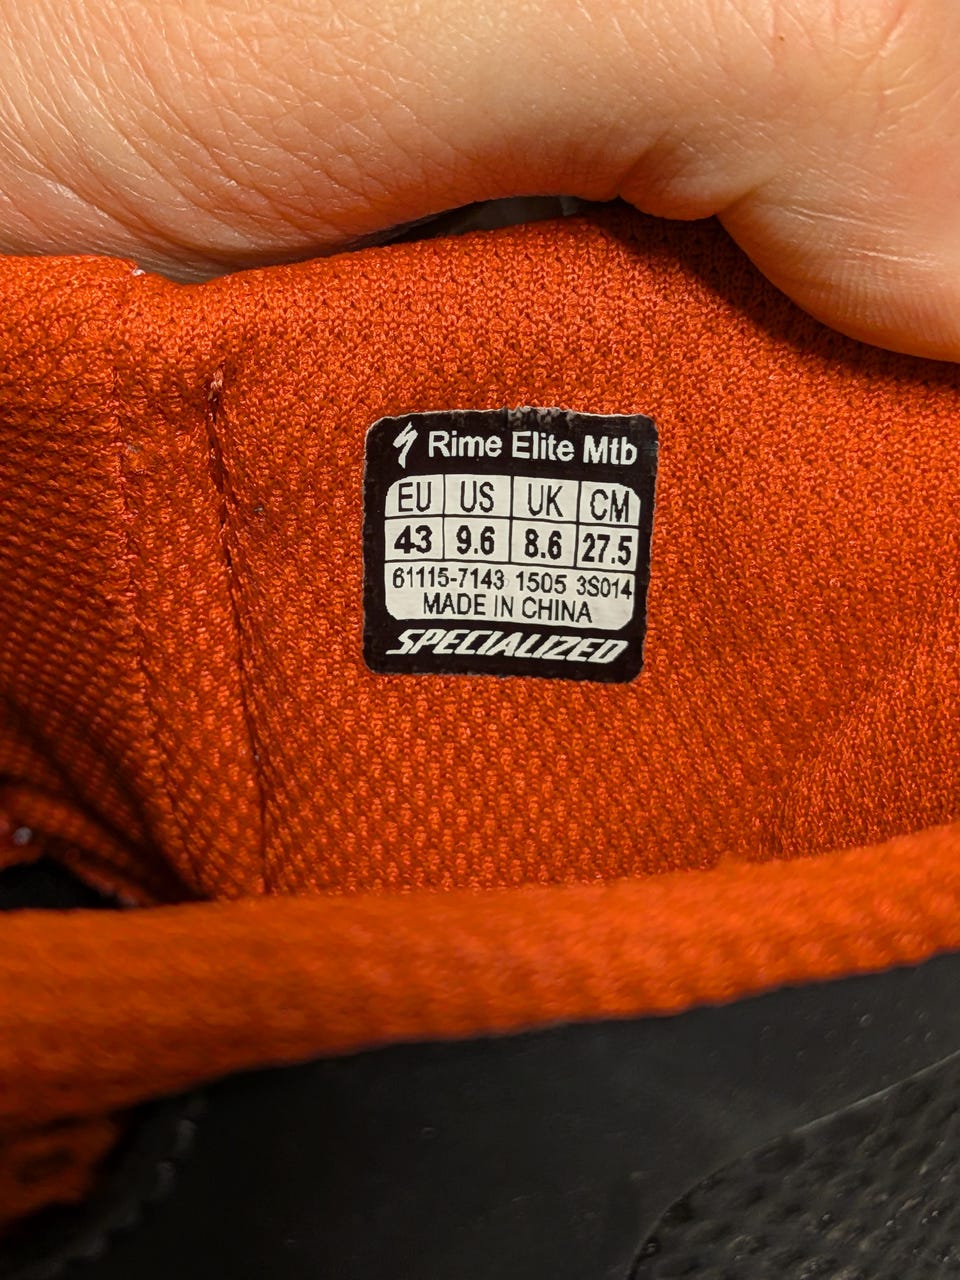 Rime Elite Mtb
EU US UK CM
43 9.6 8.6 27.5
61115-7143 1505 3S014
MADE IN CHINA
SPECIALIZED